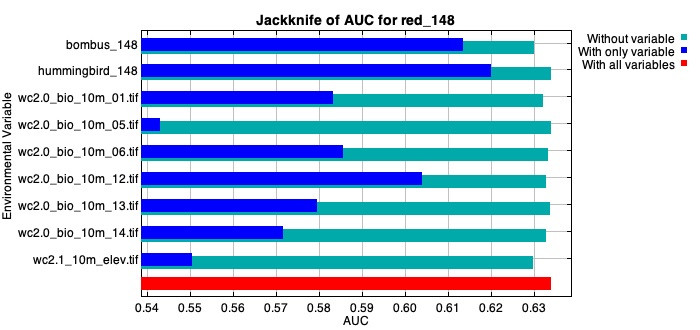 Jackknife of AUC for red_148
Without variable
With only variable
With all variables
Environmental Variable
bombus_148
hummingbird_148
wc2.0_bio_10m_01.tif
wc2.0_bio_10m_05.tif
wc2.0_bio_10m_06.tif
wc2.0_bio_10m_12.tif
wc2.0_bio_10m_13.tif
wc2.0_bio_10m_14.tif
wc2.1_10m_elev.tif
0.54 0.55 0.56 0.57 0.58 0.59 0.60 0.61 0.62 0.63
AUC